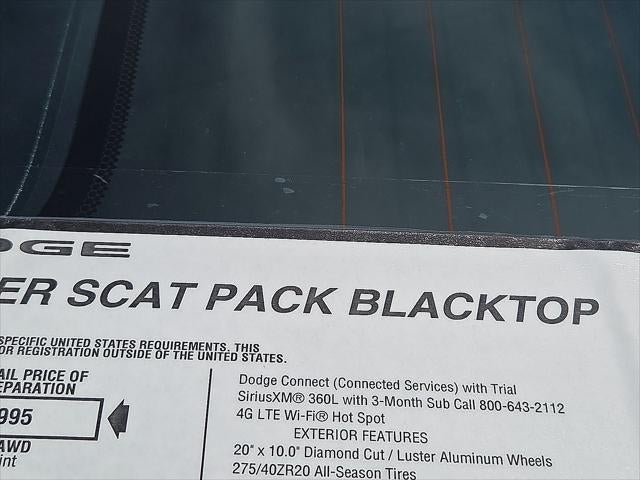 DGE
ER SCAT PACK BLACKTOP
SPECIFIC UNITED STATES REQUIREMENTS. THIS
OR REGISTRATION OUTSIDE OF THE UNITED STATES.
AIL PRICE OF
EPARATION
995
AWD
int
Dodge Connect (Connected Services) with Trial
SiriusXM® 360L with 3-Month Sub Call 800-643-2112
4G LTE Wi-Fi® Hot Spot
EXTERIOR FEATURES
20" x 10.0" Diamond Cut / Luster Aluminum Wheels
275/40ZR20 All-Season Tires